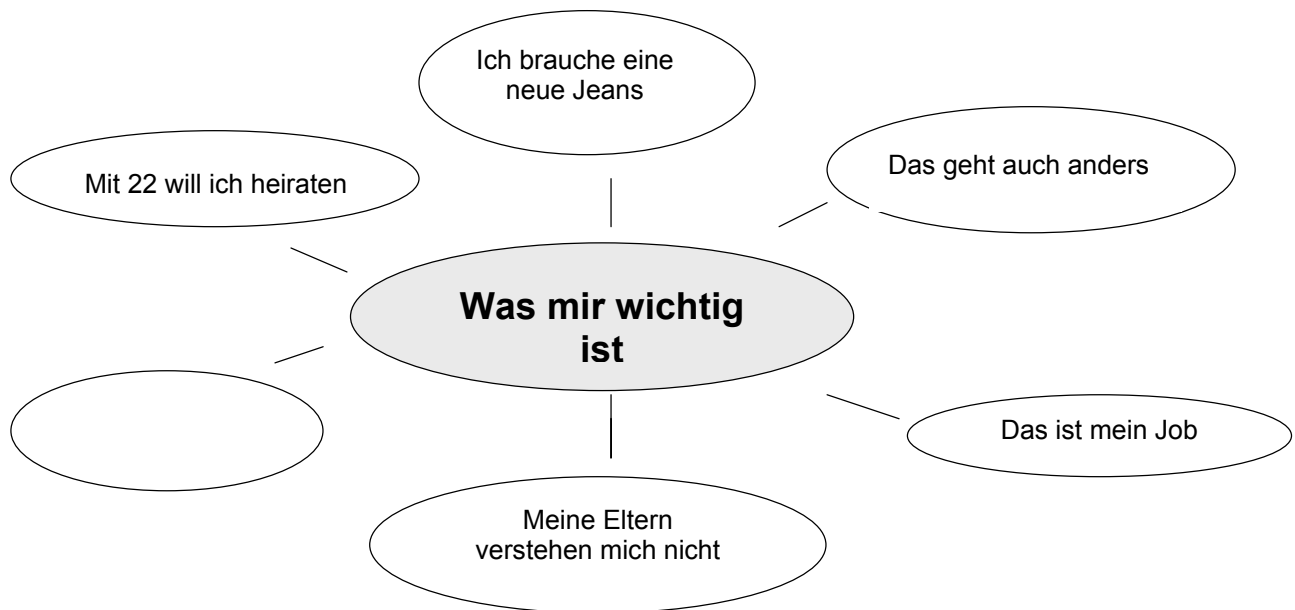 Ich brauche eine
neue Jeans
Das geht auch anders
Mit 22 will ich heiraten
Was mir wichtig
ist
Das ist mein Job
Meine Eltern
verstehen mich nicht